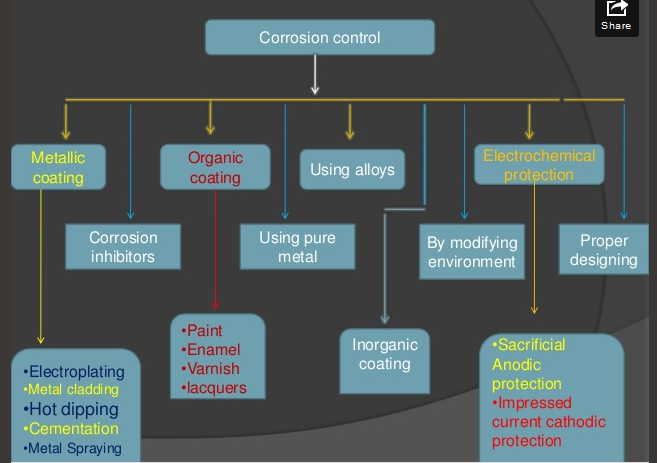 Share
Corrosion control
Metallic
coating
Organic
coating
Using alloys
Electrochemical
protection
Corrosion
inhibitors
Using pure
metal
By modifying
environment
Proper
designing
Inorganic
coating
•Paint
•Enamel
•Varnish
•lacquers
•Electroplating
•Metal cladding
•Hot dipping
•Cementation
•Metal Spraying
•Sacrificial
Anodic
protection
•Impressed
current cathodic
protection